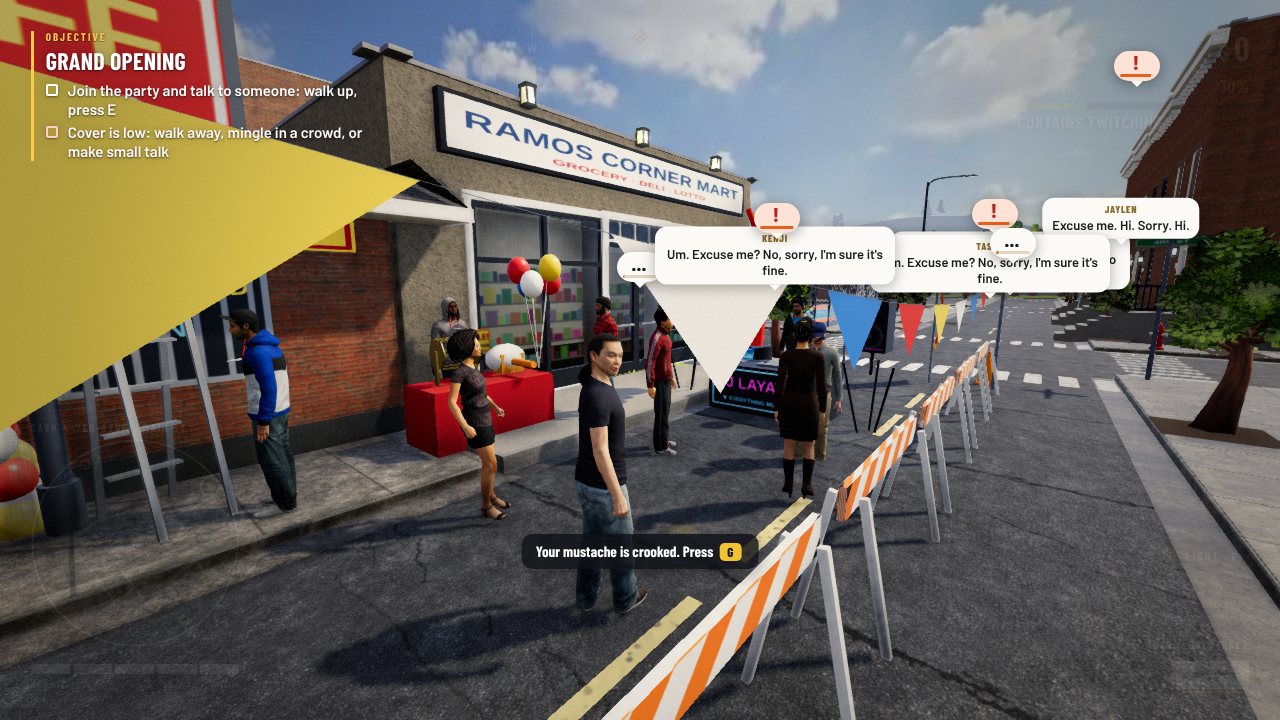 OBJECTIVE
GRAND OPENING
Join the party and talk to someone: walk up,
press E
Cover is low: walk away, mingle in a crowd, or
make small talk
RAMOS CORNER MART
GROCERY · DELI · LOTTO
!
30%
CURTAINS TWITCHIN
!
KENJI
Um. Excuse me? No, sorry, I'm sure it's
fine.
...
!
...
JAYLEN
Excuse me. Hi. Sorry. Hi.
n. Excuse me? No, sorry, I'm sure it's
fine.
J LAYA
Your mustache is crooked. Press G